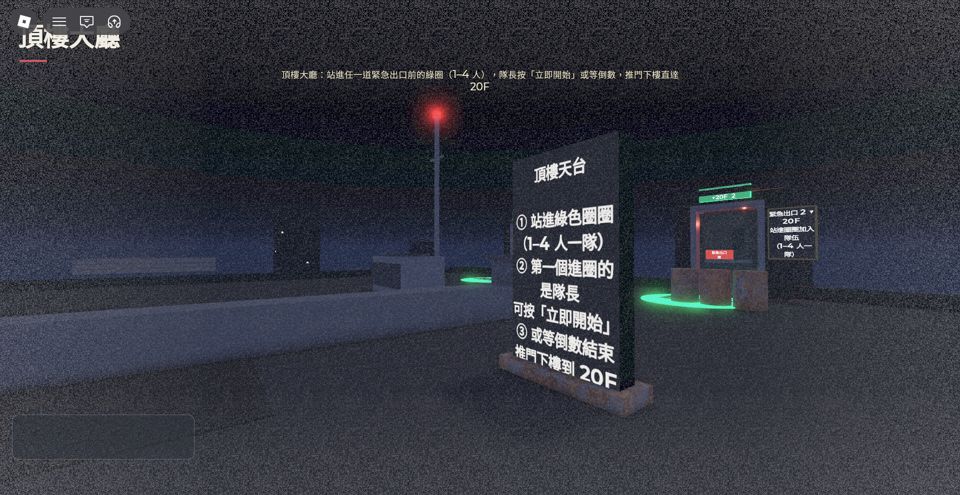 頂樓大廳
頂樓大廳：站進任一道緊急出口前的綠圈（1–4 人），隊長按「立即開始」或等倒數，推門下樓直達
20F
頂樓天台
① 站進綠色圈圈
（1–4 人一隊）
② 第一個進圈的
是隊長
可按「立即開始」
③ 或等倒數結束
推門下樓到 20F
▾20F 2
緊急出口 2 ▾
20F
站進圈圈加入
隊伍
（1–4 人一
隊）
緊急出口